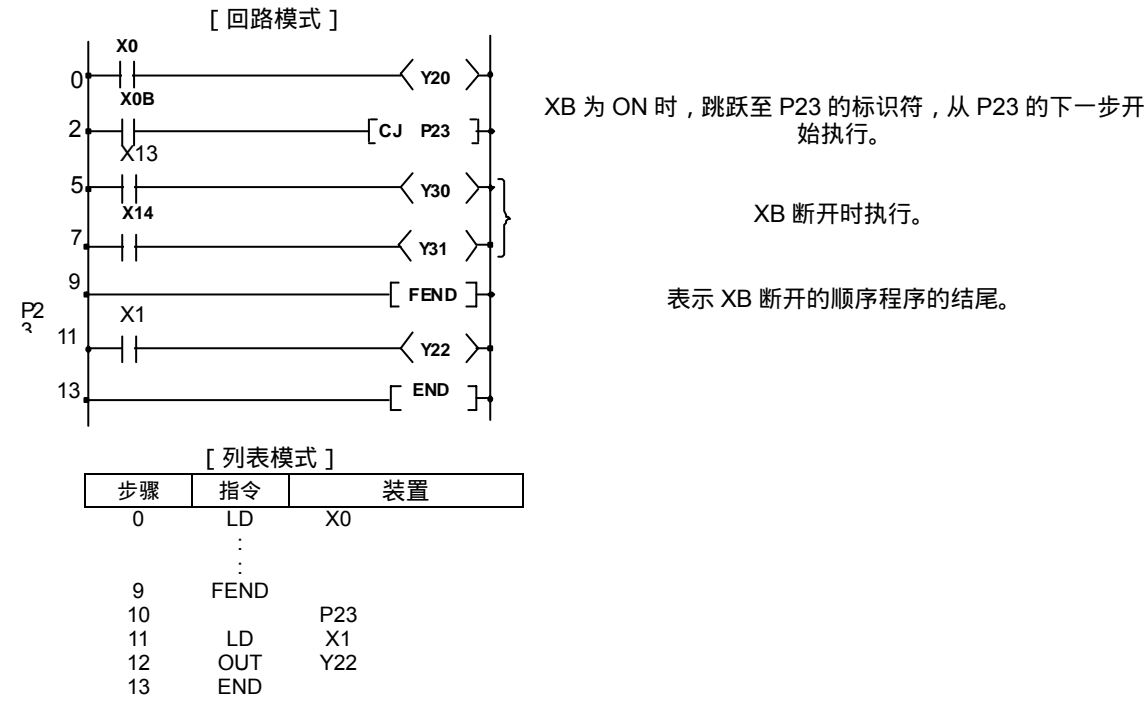 [ 回路模式 ]
X0
0 Y20
X0B
2 CJ P23
X13
5 Y30
X14
7 Y31
9 FEND
P23
X1
11 Y22
13 END
XB 为 ON 时，跳跃至 P23 的标识符，从 P23 的下一步开
始执行。
XB 断开时执行。
表示 XB 断开的顺序程序的结尾。
[ 列表模式 ]
步骤 指令 装置
0 LD X0
:
:
9 FEND
10 P23
11 LD X1
12 OUT Y22
13 END